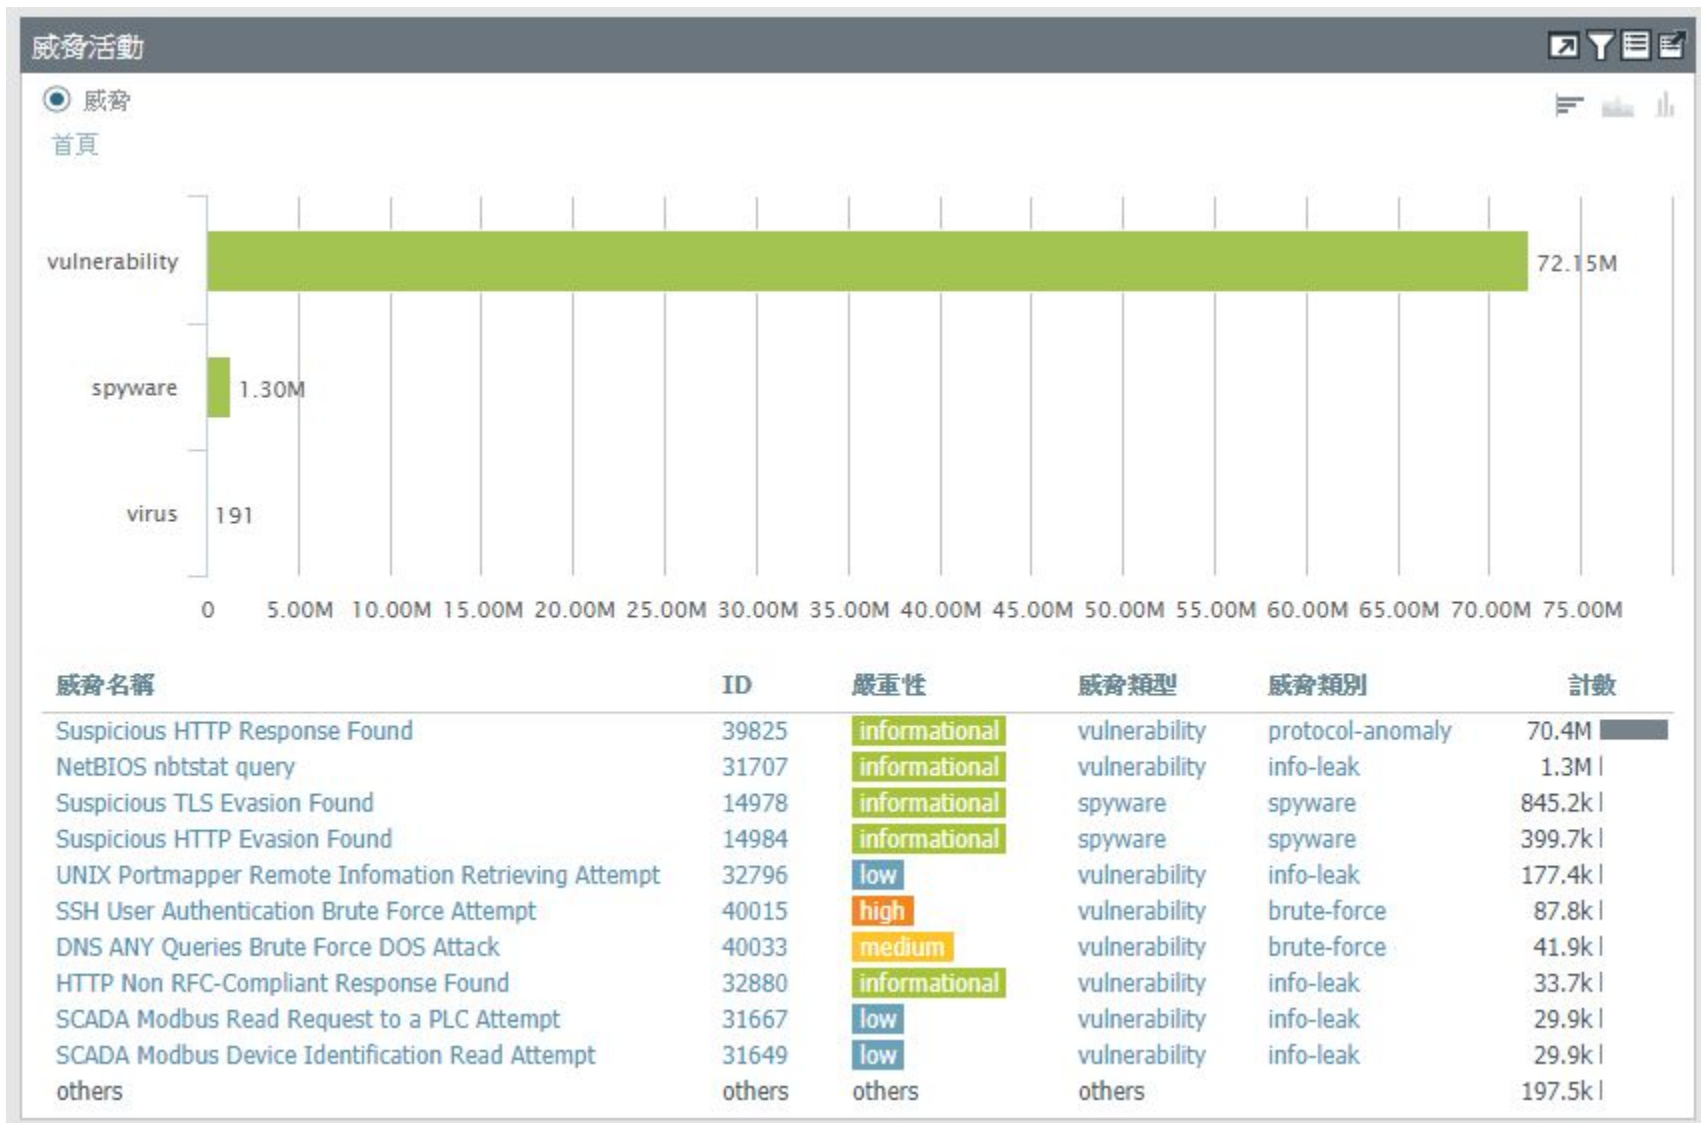 威脅活動
威脅
首頁
vulnerability 72.15M
spyware 1.30M
virus 191
0 5.00M 10.00M 15.00M 20.00M 25.00M 30.00M 35.00M 40.00M 45.00M 50.00M 55.00M 60.00M 65.00M 70.00M 75.00M
威脅名稱 ID 嚴重性 威脅類型 威脅類別 計數
Suspicious HTTP Response Found 39825 informational vulnerability protocol-anomaly 70.4M
NetBIOS nbtstat query 31707 informational vulnerability info-leak 1.3M
Suspicious TLS Evasion Found 14978 informational spyware spyware 845.2k
Suspicious HTTP Evasion Found 14984 informational spyware spyware 399.7k
UNIX Portmapper Remote Infomation Retrieving Attempt 32796 low vulnerability info-leak 177.4k
SSH User Authentication Brute Force Attempt 40015 high vulnerability brute-force 87.8k
DNS ANY Queries Brute Force DOS Attack 40033 medium vulnerability brute-force 41.9k
HTTP Non RFC-Compliant Response Found 32880 informational vulnerability info-leak 33.7k
SCADA Modbus Read Request to a PLC Attempt 31667 low vulnerability info-leak 29.9k
SCADA Modbus Device Identification Read Attempt 31649 low vulnerability info-leak 29.9k
others others others others 197.5k